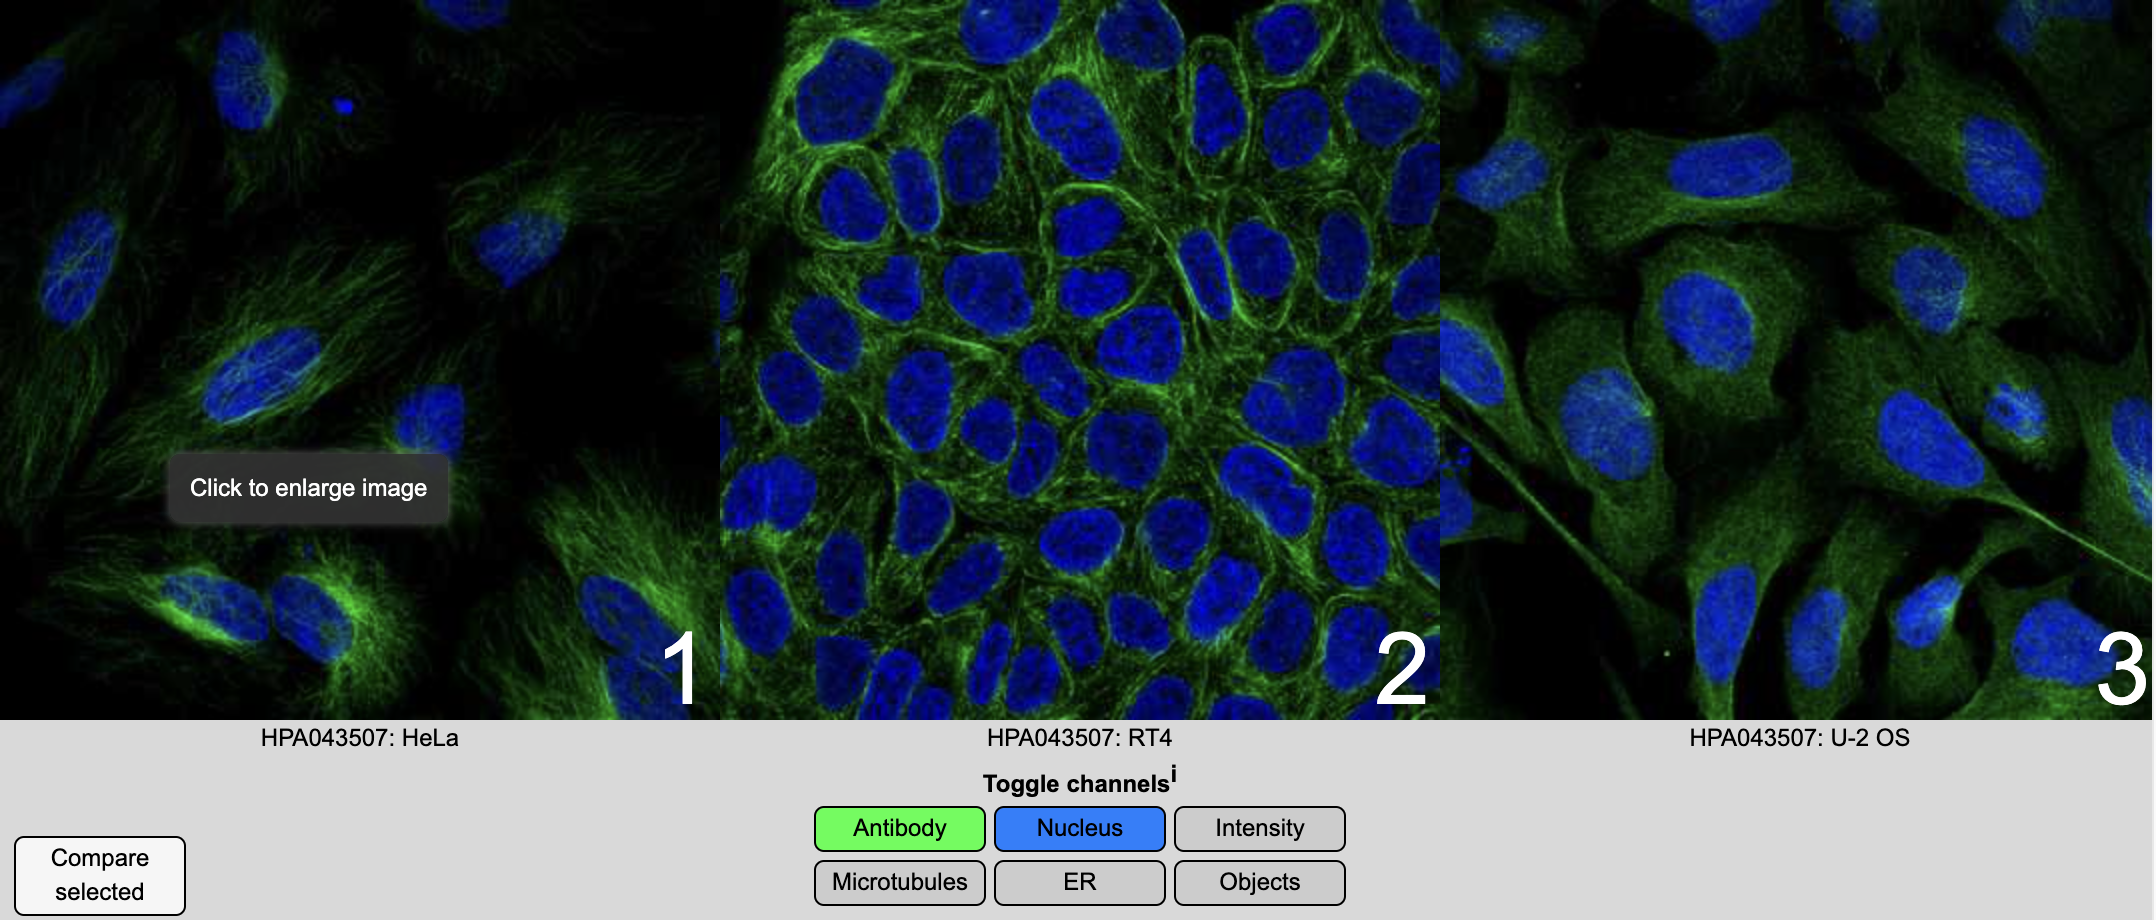 Click to enlarge image
1
2
3
HPA043507: HeLa
HPA043507: RT4
HPA043507: U-2 OS
Toggle channelsi
Antibody
Nucleus
Intensity
Microtubules
ER
Objects
Compare
selected